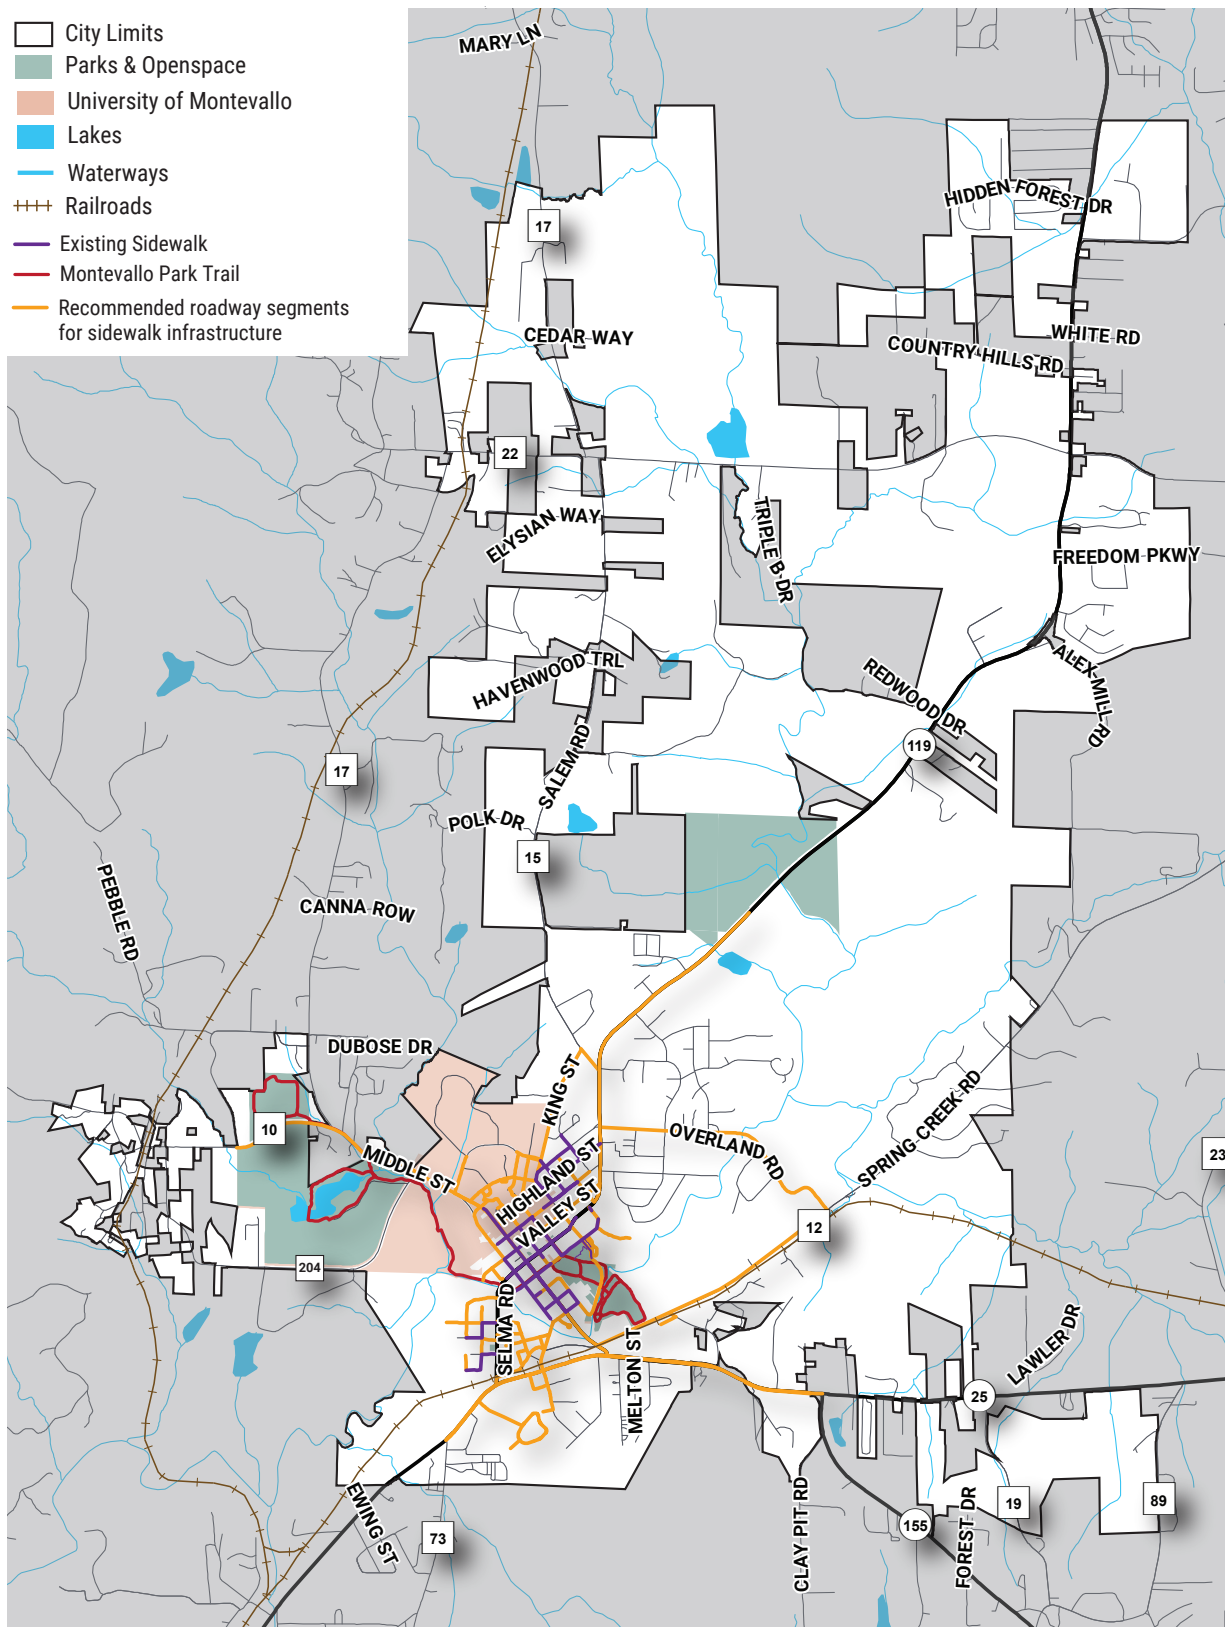 City Limits
Parks & Openspace
University of Montevallo
Lakes
Waterways
Railroads
Existing Sidewalk
Montevallo Park Trail
Recommended roadway segments
for sidewalk infrastructure
MARY LN
HIDDEN FOREST DR
17
CEDAR WAY
WHITE RD
COUNTRY HILLS RD
22
ELYSIAN WAY
TRIPLE B DR
FREEDOM PKWY
HAVENWOOD TRL
ALEX MILL RD
REDWOOD DR
119
SALEM RD
17
POLK DR
15
PEBBLE RD
CANNA ROW
DUBOSE DR
KING ST
SPRING CREEK RD
10
OVERLAND RD
23
MIDDLE ST
HIGHLAND ST
VALLEY ST
12
204
SELMA RD
MELTON ST
LAWLER DR
25
EWING ST
CLAY PIT RD
FOREST DR
19
89
155
73